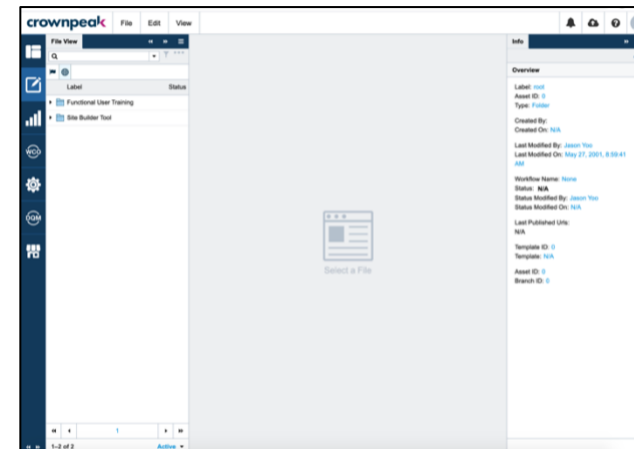 crownpeak File Edit View
File View
Label Status
Functional User Training
Site Builder Tool
WCO
DQM
Select a File
1
1–2 of 2 Active
Info
Overview
Label: root
Asset ID: 0
Type: Folder
Created By:
Created On: N/A
Last Modified By: Jason Yoo
Last Modified On: May 27, 2001, 8:59:41
AM
Workflow Name: None
Status: N/A
Status Modified By: Jason Yoo
Status Modified On: N/A
Last Published Urls:
N/A
Template ID: 0
Template: N/A
Asset ID: 0
Branch ID: 0